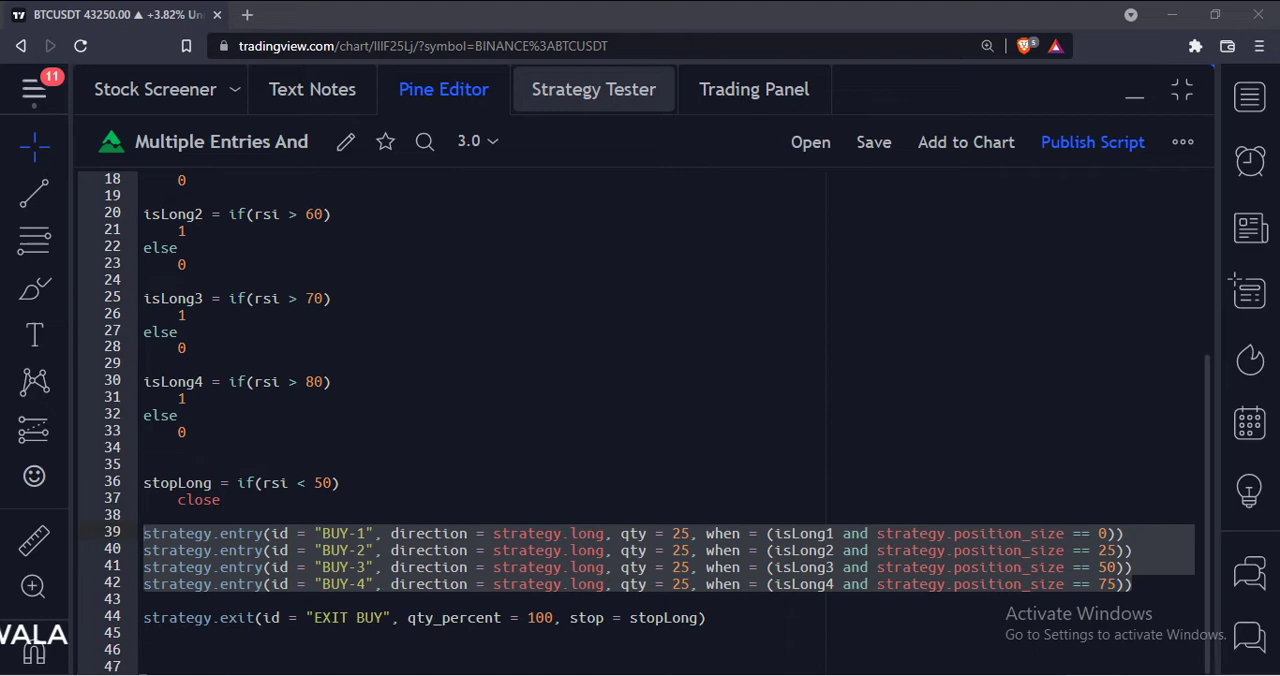 BTCUSDT 43250.00 ▲ +3.82% Un
tradingview.com/chart/IIIF25Lj/?symbol=BINANCE%3ABTCUSDT
5
11
Stock Screener
Text Notes
Pine Editor
Strategy Tester
Trading Panel
Multiple Entries And
3.0
Open
Save
Add to Chart
Publish Script
18 0
19
20 isLong2 = if(rsi > 60)
21 1
22 else
23 0
24
25 isLong3 = if(rsi > 70)
26 1
27 else
28 0
29
30 isLong4 = if(rsi > 80)
31 1
32 else
33 0
34
35
36 stopLong = if(rsi < 50)
37 close
38
39 strategy.entry(id = "BUY-1", direction = strategy.long, qty = 25, when = (isLong1 and strategy.position_size == 0))
40 strategy.entry(id = "BUY-2", direction = strategy.long, qty = 25, when = (isLong2 and strategy.position_size == 25))
41 strategy.entry(id = "BUY-3", direction = strategy.long, qty = 25, when = (isLong3 and strategy.position_size == 50))
42 strategy.entry(id = "BUY-4", direction = strategy.long, qty = 25, when = (isLong4 and strategy.position_size == 75))
43
44 strategy.exit(id = "EXIT BUY", qty_percent = 100, stop = stopLong)
45
46
47
WALA
Activate Windows
Go to Settings to activate Windows.